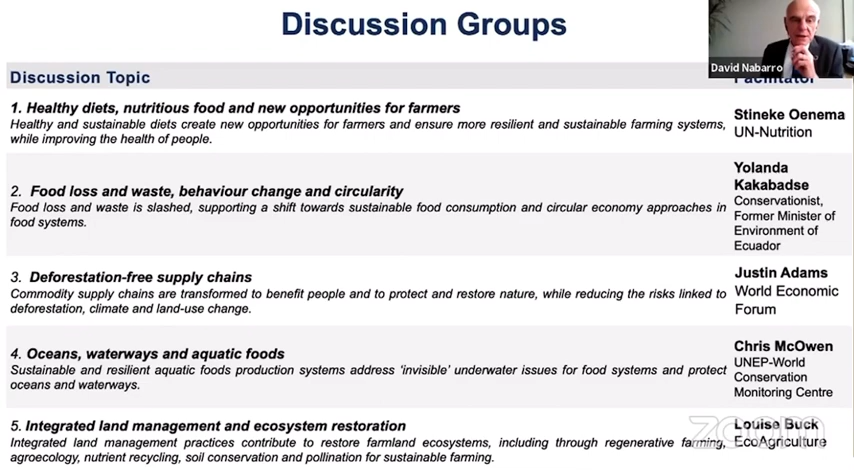 Discussion Groups
David Nabarro
Discussion Topic
Facilitator
1. Healthy diets, nutritious food and new opportunities for farmers
Healthy and sustainable diets create new opportunities for farmers and ensure more resilient and sustainable farming systems,
while improving the health of people.
Stineke Oenema
UN-Nutrition
2. Food loss and waste, behaviour change and circularity
Food loss and waste is slashed, supporting a shift towards sustainable food consumption and circular economy approaches in
food systems.
Yolanda
Kakabadse
Conservationist,
Former Minister of
Environment of
Ecuador
3. Deforestation-free supply chains
Commodity supply chains are transformed to benefit people and to protect and restore nature, while reducing the risks linked to
deforestation, climate and land-use change.
Justin Adams
World Economic
Forum
4. Oceans, waterways and aquatic foods
Sustainable and resilient aquatic foods production systems address ‘invisible’ underwater issues for food systems and protect
oceans and waterways.
Chris McOwen
UNEP-World
Conservation
Monitoring Centre
5. Integrated land management and ecosystem restoration
Integrated land management practices contribute to restore farmland ecosystems, including through regenerative farming,
agroecology, nutrient recycling, soil conservation and pollination for sustainable farming.
Louise Buck
EcoAgriculture
zoom